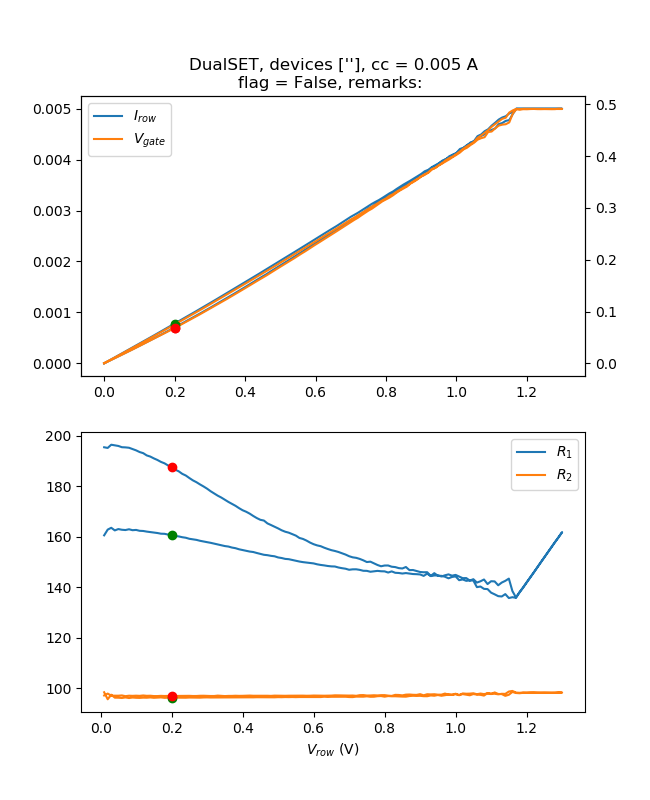 DualSET, devices [''], cc = 0.005 A
flag = False, remarks:
0.005
0.004
0.003
0.002
0.001
0.000
0.5
0.4
0.3
0.2
0.1
0.0
I_row
V_gate
0.0 0.2 0.4 0.6 0.8 1.0 1.2
200
180
160
140
120
100
R_1
R_2
0.0 0.2 0.4 0.6 0.8 1.0 1.2
V_row (V)